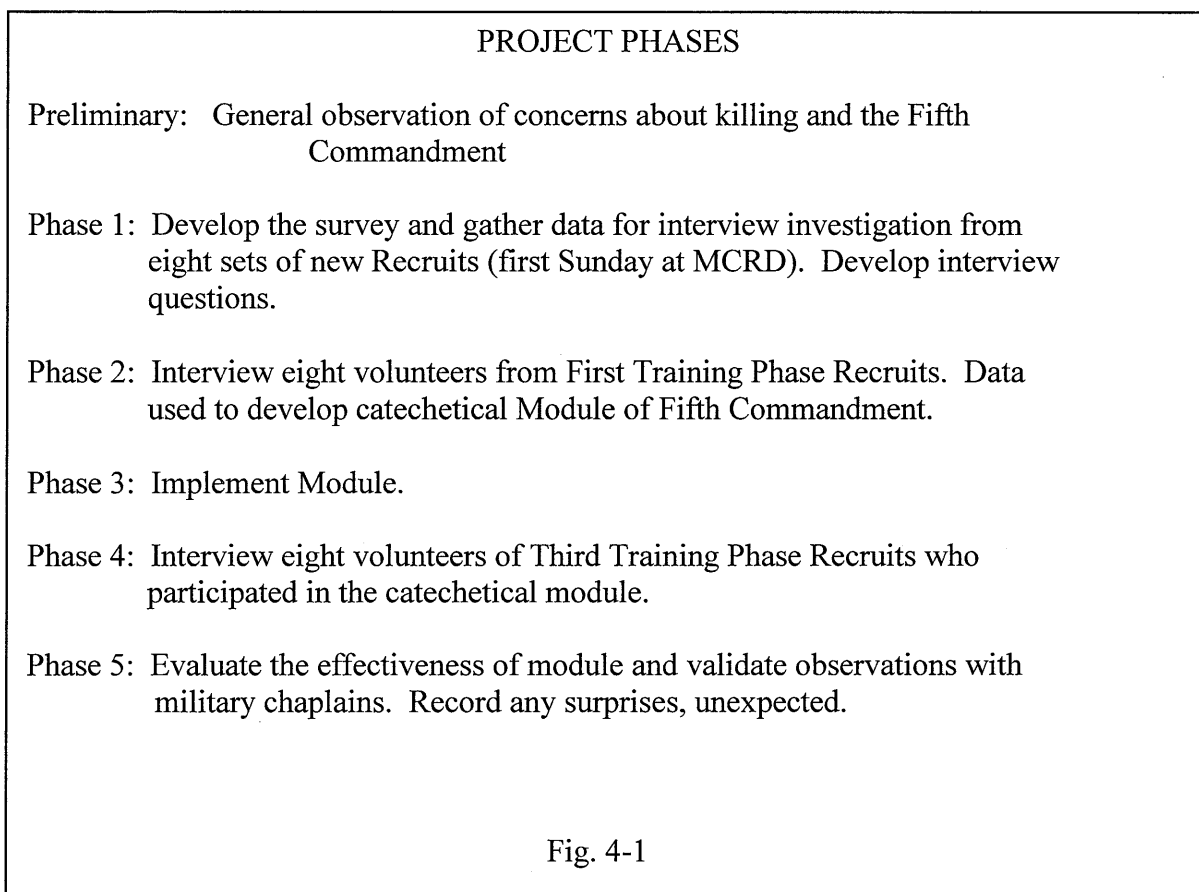 PROJECT PHASES
Preliminary: General observation of concerns about killing and the Fifth
Commandment
Phase 1: Develop the survey and gather data for interview investigation from
eight sets of new Recruits (first Sunday at MCRD). Develop interview
questions.
Phase 2: Interview eight volunteers from First Training Phase Recruits. Data
used to develop catechetical Module of Fifth Commandment.
Phase 3: Implement Module.
Phase 4: Interview eight volunteers of Third Training Phase Recruits who
participated in the catechetical module.
Phase 5: Evaluate the effectiveness of module and validate observations with
military chaplains. Record any surprises, unexpected.
Fig. 4-1